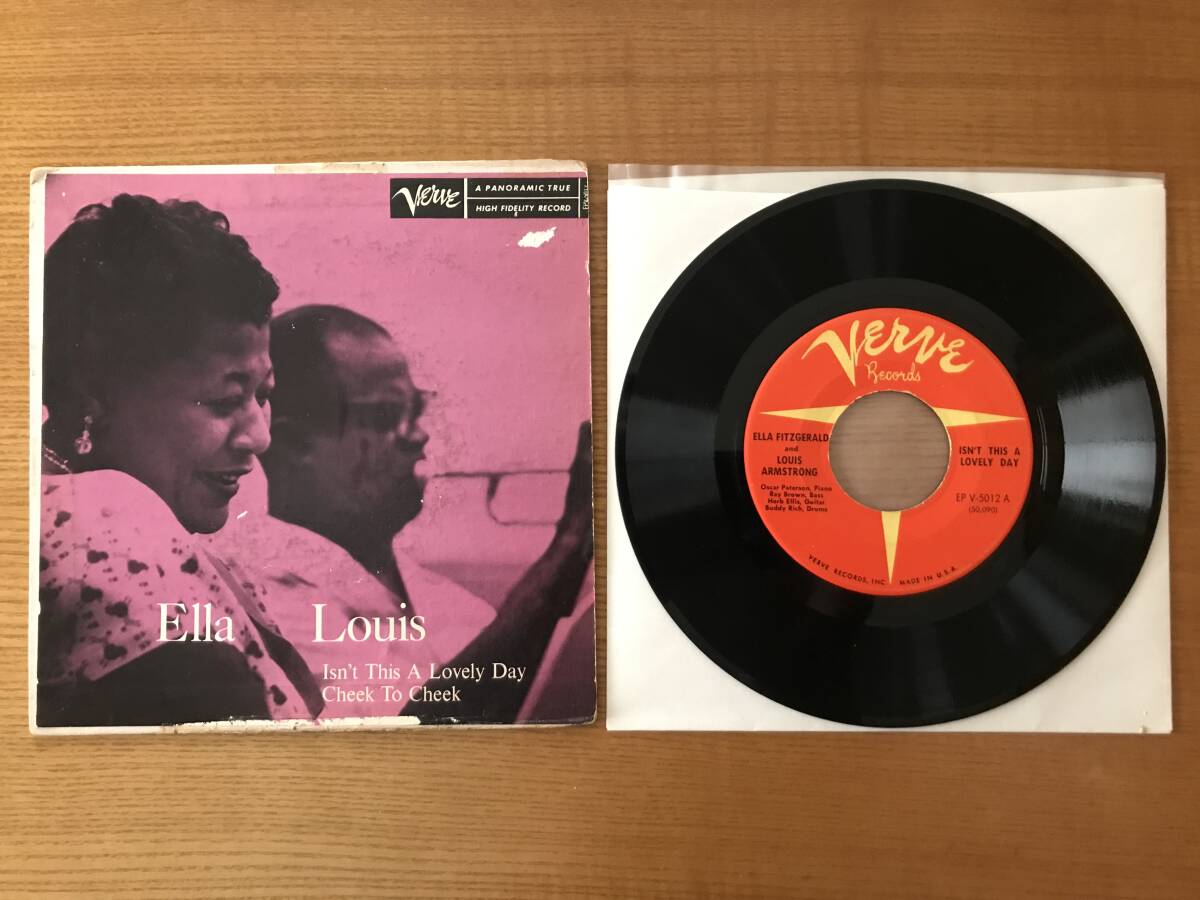 Verve
A PANORAMIC TRUE
HIGH FIDELITY RECORD
Ella Louis
Isn't This A Lovely Day
Cheek To Cheek
Verve
Records
ELLA FITZGERALD
and
LOUIS
ARMSTRONG
Oscar Peterson, Piano
Ray Brown, Bass
Herb Ellis, Guitar
Buddy Rich, Drums
ISN'T THIS A
LOVELY DAY
EP V-5012 A
(50,090)
VERVE RECORDS, INC. MADE IN U.S.A.